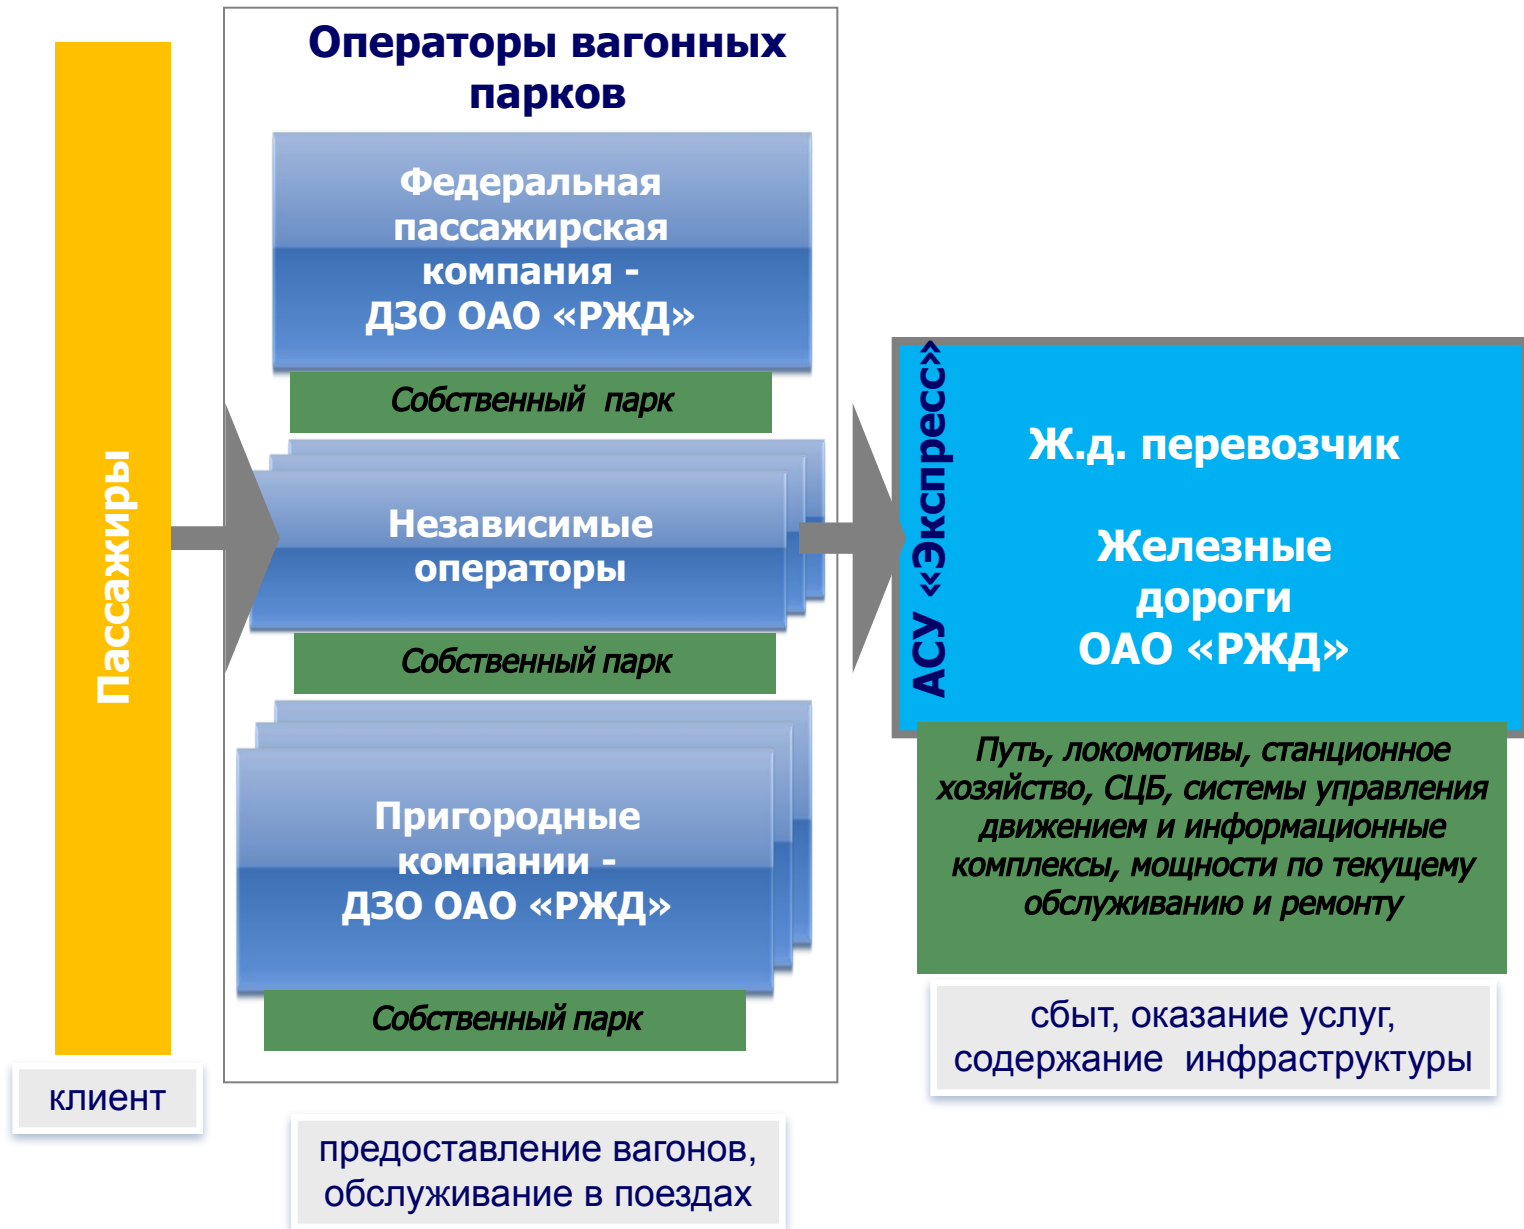 Пассажиры
клиент
Операторы вагонных
парков
Федеральная
пассажирская
компания -
ДЗО ОАО «РЖД»
Собственный парк
Независимые
операторы
Собственный парк
Пригородные
компании -
ДЗО ОАО «РЖД»
Собственный парк
предоставление вагонов,
обслуживание в поездах
АСУ «Экспресс»
Ж.д. перевозчик
Железные
дороги
ОАО «РЖД»
Путь, локомотивы, станционное
хозяйство, СЦБ, системы управления
движением и информационные
комплексы, мощности по текущему
обслуживанию и ремонту
сбыт, оказание услуг,
содержание инфраструктуры